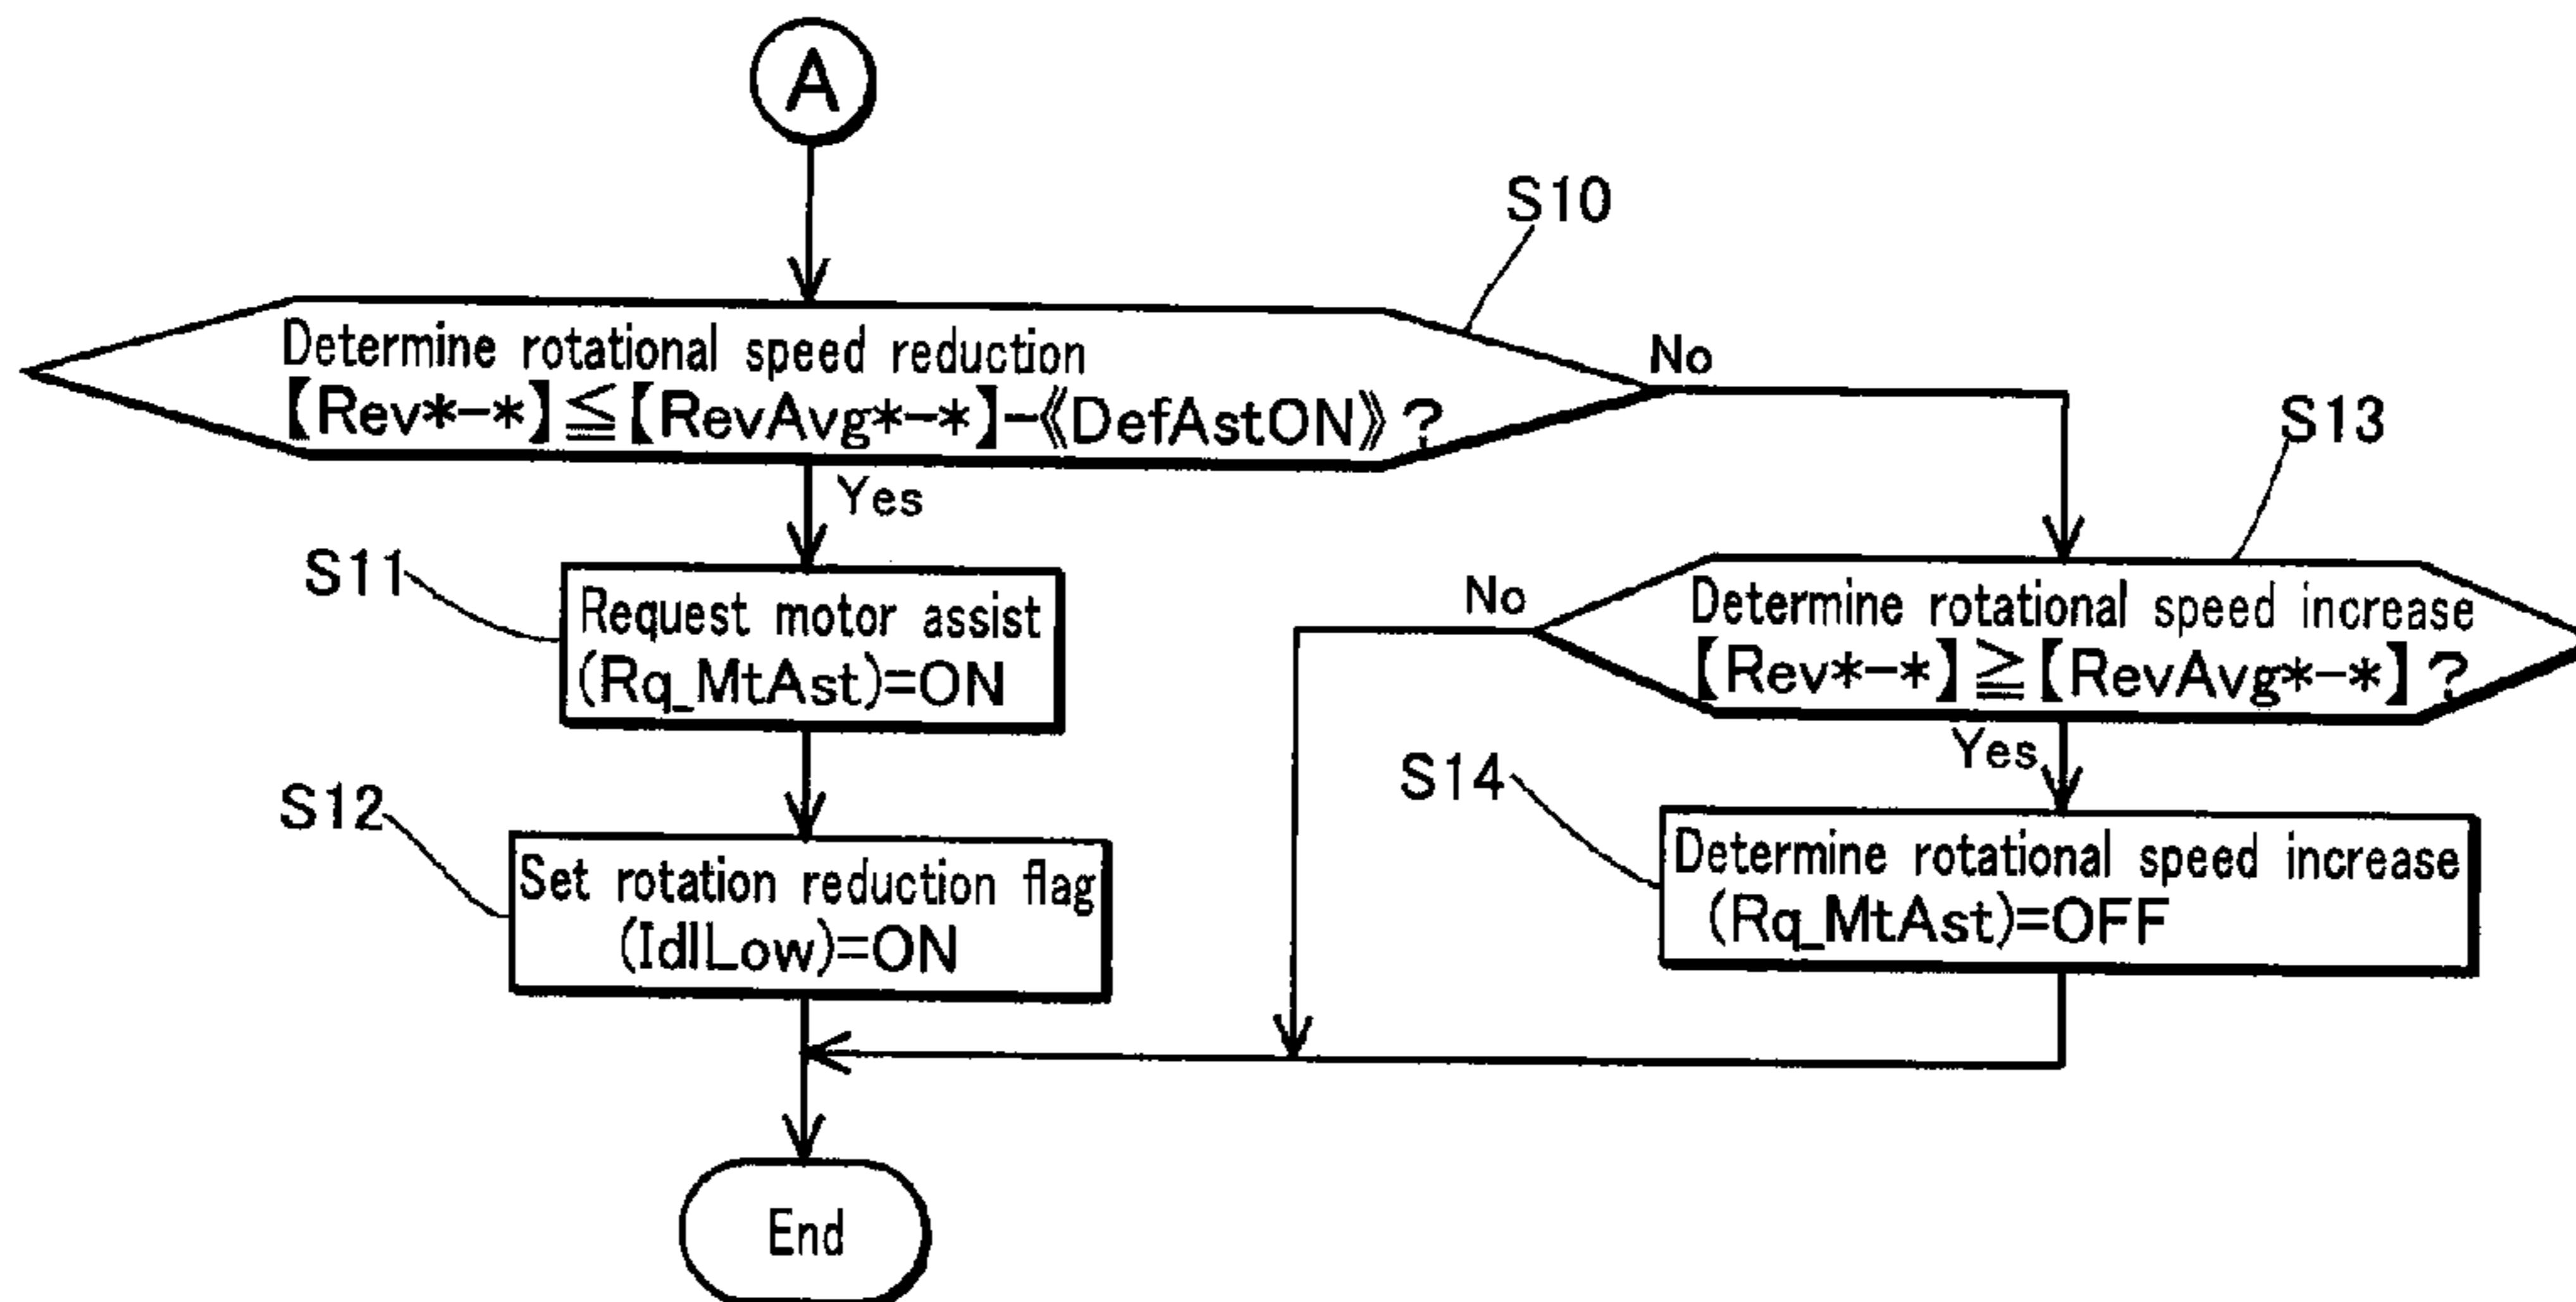 A
S10
Determine rotational speed reduction
【Rev*-*】≦【RevAvg*-*】-《DefAstON》?
No
S13
Yes
S11
Request motor assist
(Rq_MtAst)=ON
No
Determine rotational speed increase
【Rev*-*】≧【RevAvg*-*】?
Yes
S12
Set rotation reduction flag
(IdlLow)=ON
S14
Determine rotational speed increase
(Rq_MtAst)=OFF
End